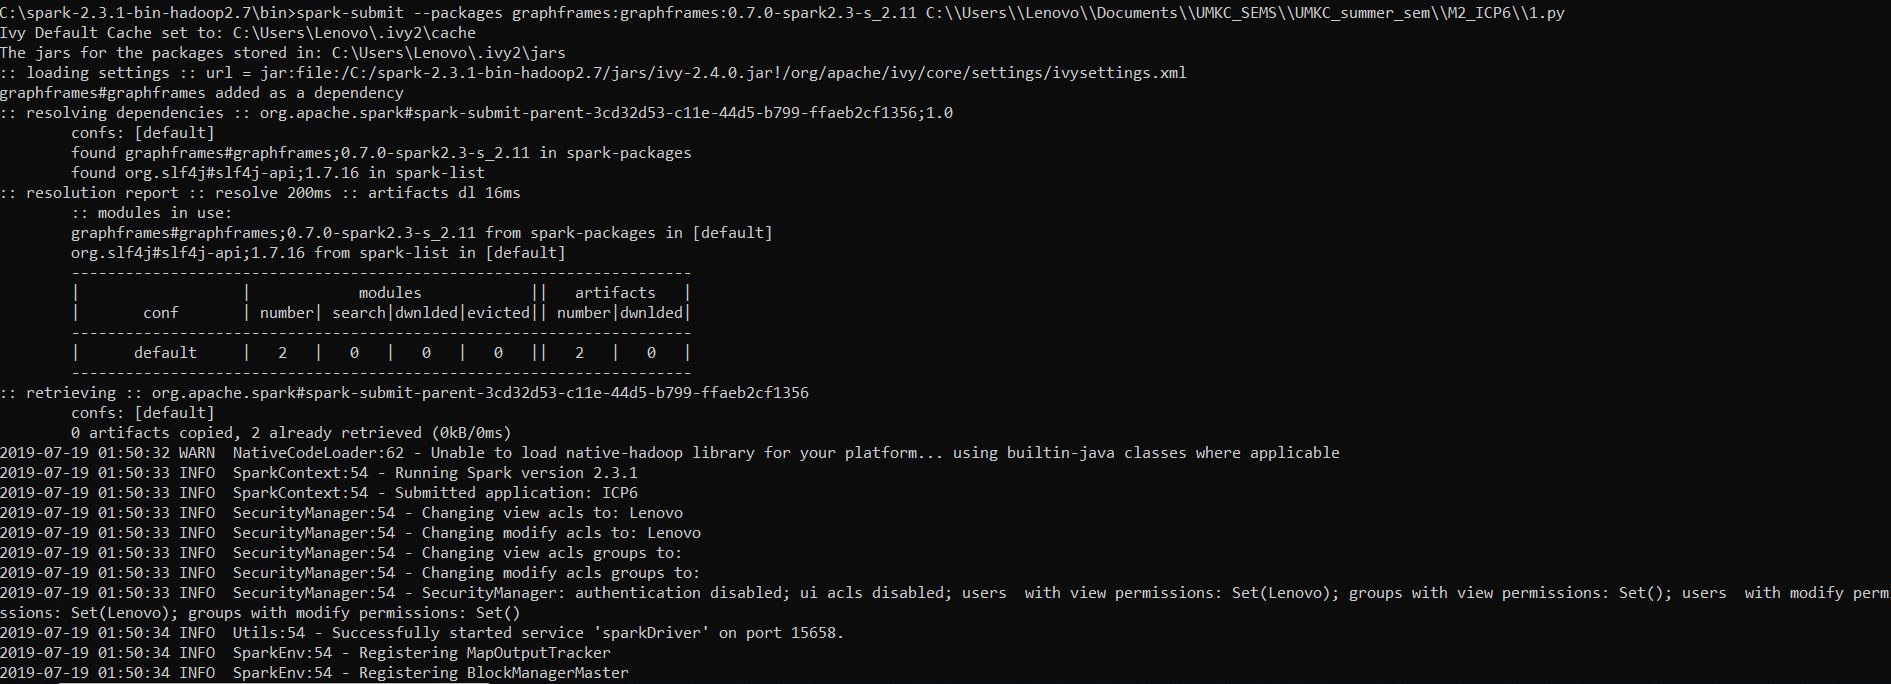 C:\spark-2.3.1-bin-hadoop2.7\bin>spark-submit --packages graphframes:graphframes:0.7.0-spark2.3-s_2.11 C:\\Users\\Lenovo\\Documents\\UMKC_SEMS\\UMKC_summer_sem\\M2_ICP6\\1.py
Ivy Default Cache set to: C:\Users\Lenovo\.ivy2\cache
The jars for the packages stored in: C:\Users\Lenovo\.ivy2\jars
:: loading settings :: url = jar:file:/C:/spark-2.3.1-bin-hadoop2.7/jars/ivy-2.4.0.jar!/org/apache/ivy/core/settings/ivysettings.xml
graphframes#graphframes added as a dependency
:: resolving dependencies :: org.apache.spark#spark-submit-parent-3cd32d53-c11e-44d5-b799-ffaeb2cf1356;1.0
        confs: [default]
        found graphframes#graphframes;0.7.0-spark2.3-s_2.11 in spark-packages
        found org.slf4j#slf4j-api;1.7.16 in spark-list
:: resolution report :: resolve 200ms :: artifacts dl 16ms
        :: modules in use:
        graphframes#graphframes;0.7.0-spark2.3-s_2.11 from spark-packages in [default]
        org.slf4j#slf4j-api;1.7.16 from spark-list in [default]
        ---------------------------------------------------------------------
        |                  |            modules            ||   artifacts   |
        |       conf       | number| search|dwnlded|evicted|| number|dwnlded|
        ---------------------------------------------------------------------
        |      default     |   2   |   0   |   0   |   0   ||   2   |   0   |
        ---------------------------------------------------------------------
:: retrieving :: org.apache.spark#spark-submit-parent-3cd32d53-c11e-44d5-b799-ffaeb2cf1356
        confs: [default]
        0 artifacts copied, 2 already retrieved (0kB/0ms)
2019-07-19 01:50:32 WARN  NativeCodeLoader:62 - Unable to load native-hadoop library for your platform... using builtin-java classes where applicable
2019-07-19 01:50:33 INFO  SparkContext:54 - Running Spark version 2.3.1
2019-07-19 01:50:33 INFO  SparkContext:54 - Submitted application: ICP6
2019-07-19 01:50:33 INFO  SecurityManager:54 - Changing view acls to: Lenovo
2019-07-19 01:50:33 INFO  SecurityManager:54 - Changing modify acls to: Lenovo
2019-07-19 01:50:33 INFO  SecurityManager:54 - Changing view acls groups to:
2019-07-19 01:50:33 INFO  SecurityManager:54 - Changing modify acls groups to:
2019-07-19 01:50:33 INFO  SecurityManager:54 - SecurityManager: authentication disabled; ui acls disabled; users  with view permissions: Set(Lenovo); groups with view permissions: Set(); users  with modify permi
ssions: Set(Lenovo); groups with modify permissions: Set()
2019-07-19 01:50:34 INFO  Utils:54 - Successfully started service 'sparkDriver' on port 15658.
2019-07-19 01:50:34 INFO  SparkEnv:54 - Registering MapOutputTracker
2019-07-19 01:50:34 INFO  SparkEnv:54 - Registering BlockManagerMaster